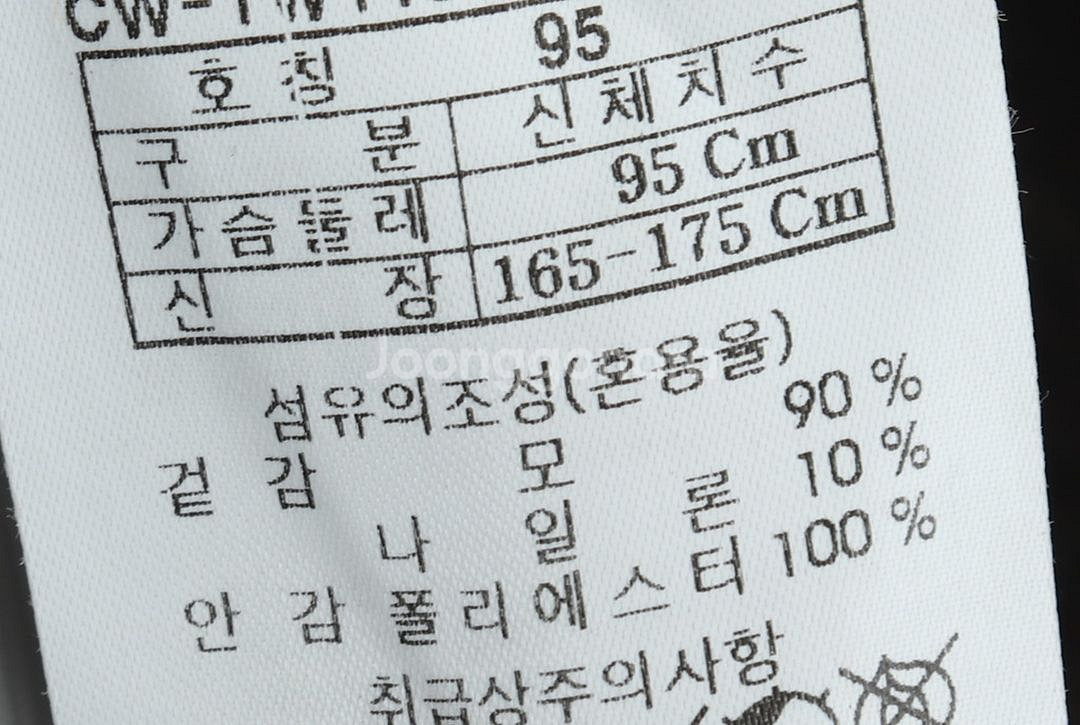 호칭 95
구분 신체치수
가슴둘레 95 Cm
신장 165-175 Cm
섬유의조성(혼용율)
겉감 모 90 %
나일론 10 %
안감 폴리에스터 100 %
취급상주의사항